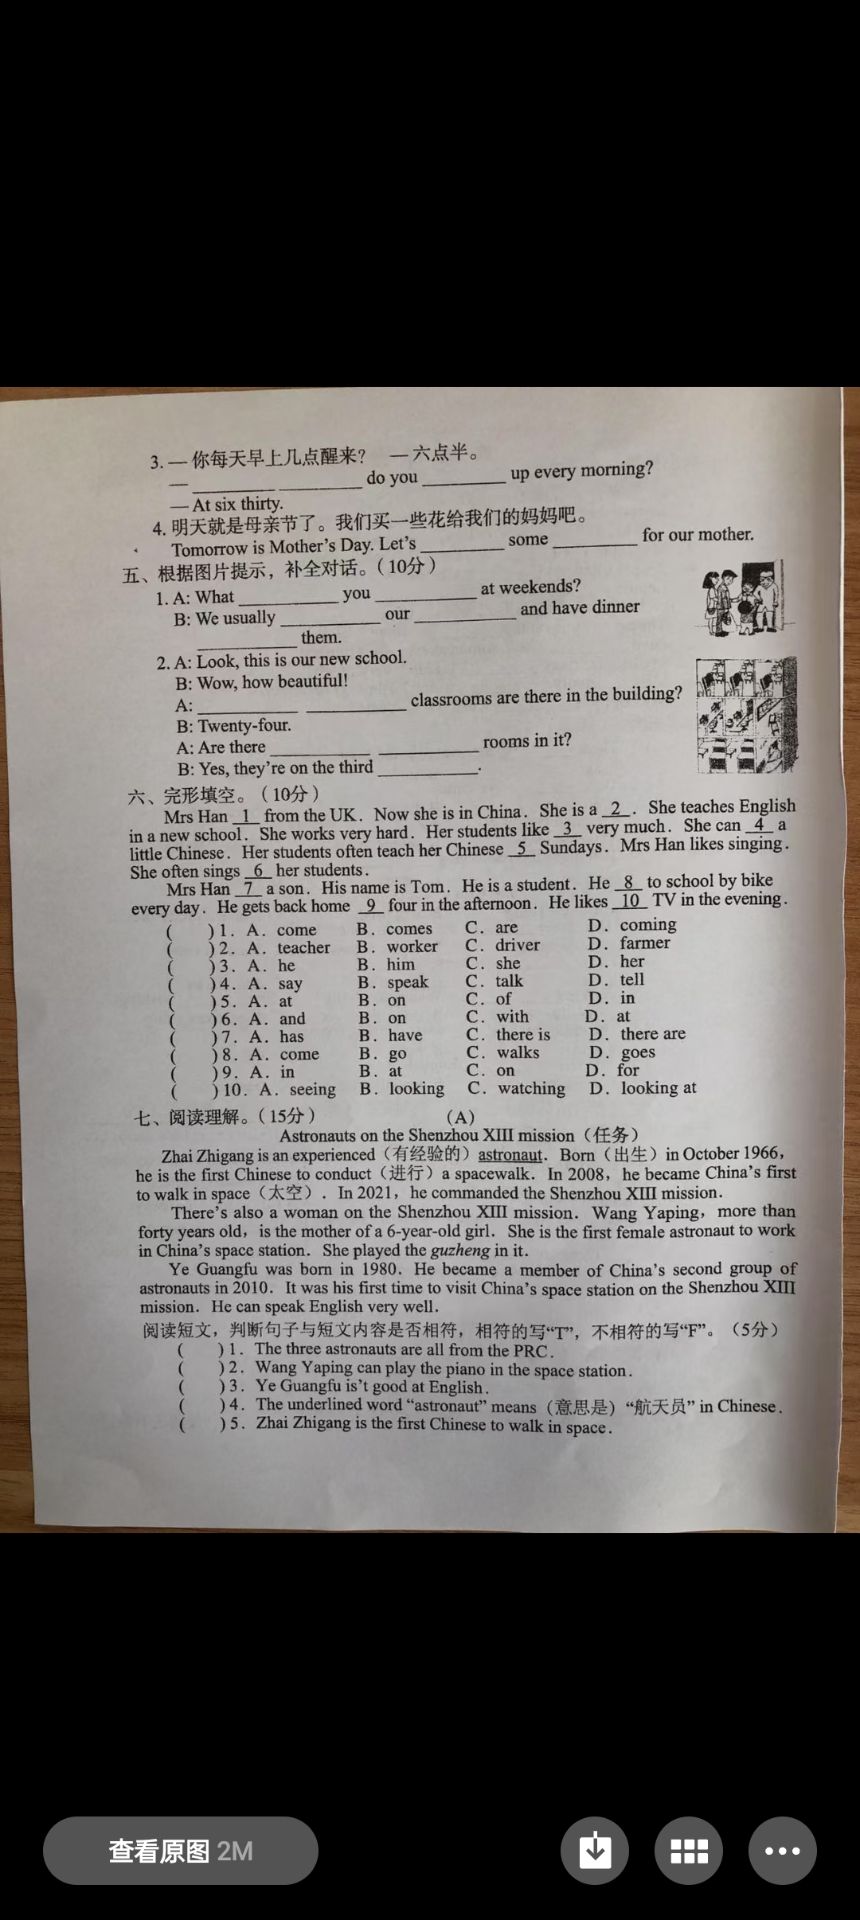 3. — 你每天早上几点醒来？ — 六点半。
— ________ ________ do you ________ up every morning?
— At six thirty.
4. 明天就是母亲节了。我们买一些花给我们的妈妈吧。
Tomorrow is Mother's Day. Let's ________ some ________ for our mother.
五、根据图片提示，补全对话。（10分）
1. A: What ________ you ________ at weekends?
B: We usually ________ our ________ and have dinner
________ them.
2. A: Look, this is our new school.
B: Wow, how beautiful!
A: ________ ________ classrooms are there in the building?
B: Twenty-four.
A: Are there ________ ________ rooms in it?
B: Yes, they're on the third ________.
六、完形填空。（10分）
Mrs Han 1 from the UK. Now she is in China. She is a 2 . She teaches English
in a new school. She works very hard. Her students like 3 very much. She can 4 a
little Chinese. Her students often teach her Chinese 5 Sundays. Mrs Han likes singing.
She often sings 6 her students.
Mrs Han 7 a son. His name is Tom. He is a student. He 8 to school by bike
every day. He gets back home 9 four in the afternoon. He likes 10 TV in the evening.
( )1. A. come B. comes C. are D. coming
( )2. A. teacher B. worker C. driver D. farmer
( )3. A. he B. him C. she D. her
( )4. A. say B. speak C. talk D. tell
( )5. A. at B. on C. of D. in
( )6. A. and B. on C. with D. at
( )7. A. has B. have C. there is D. there are
( )8. A. come B. go C. walks D. goes
( )9. A. in B. at C. on D. for
( )10. A. seeing B. looking C. watching D. looking at
七、阅读理解。（15分） (A)
Astronauts on the Shenzhou XIII mission（任务）
Zhai Zhigang is an experienced（有经验的）astronaut. Born（出生）in October 1966,
he is the first Chinese to conduct（进行）a spacewalk. In 2008, he became China's first
to walk in space（太空）. In 2021, he commanded the Shenzhou XIII mission.
There's also a woman on the Shenzhou XIII mission. Wang Yaping, more than
forty years old, is the mother of a 6-year-old girl. She is the first female astronaut to work
in China's space station. She played the guzheng in it.
Ye Guangfu was born in 1980. He became a member of China's second group of
astronauts in 2010. It was his first time to visit China's space station on the Shenzhou XIII
mission. He can speak English very well.
阅读短文，判断句子与短文内容是否相符，相符的写“T”，不相符的写“F”。（5分）
( )1. The three astronauts are all from the PRC.
( )2. Wang Yaping can play the piano in the space station.
( )3. Ye Guangfu is't good at English.
( )4. The underlined word “astronaut” means（意思是）“航天员” in Chinese.
( )5. Zhai Zhigang is the first Chinese to walk in space.
查看原图 2M